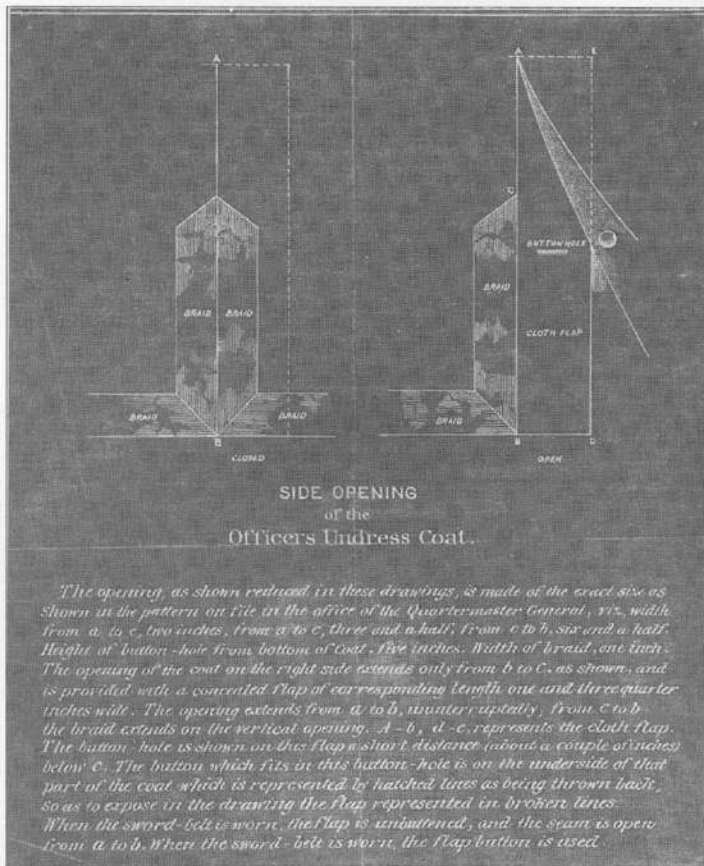 A
A E
C
BUTTON HOLE
BRAID
BRAID BRAID
CLOTH FLAP
BRAID BRAID
BRAID
B
B D
CLOSED
OPEN
SIDE OPENING
of the
Officers Undress Coat.
The opening, as shown reduced in these drawings, is made of the exact size as
shown in the pattern on file in the office of the Quartermaster General, viz, width
from a to e, two inches, from a to c, three and a half, from c to b, six and a half.
Height of button-hole from bottom of coat, five inches. Width of braid, one inch.
The opening of the coat on the right side extends only from b to C, as shown, and
is provided with a concealed flap of corresponding length one and three quarter
inches wide. The opening extends from a to b, uninterruptedly, from c to b
the braid extends on the vertical opening. A-b, d-e, represents the cloth flap.
The button-hole is shown on this flap a short distance (about a couple of inches)
below C. The button which fits in this button-hole is on the underside of that
part of the coat which is represented by hatched lines as being thrown back,
so as to expose in the drawing the flap represented in broken lines.
When the sword-belt is worn, the flap is unbuttened, and the seam is open
from a to b. When the sword-belt is worn, the flap button is used